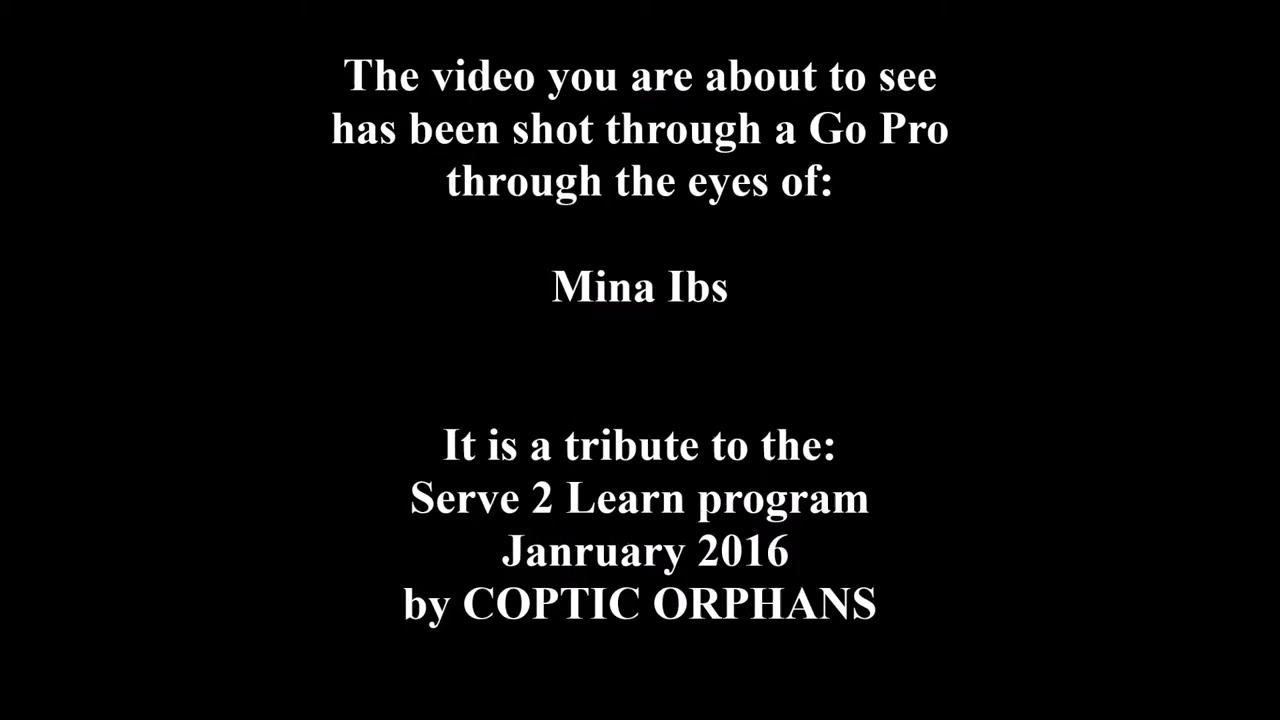 The video you are about to see
has been shot through a Go Pro
through the eyes of:
Mina Ibs
It is a tribute to the:
Serve 2 Learn program
Janruary 2016
by COPTIC ORPHANS